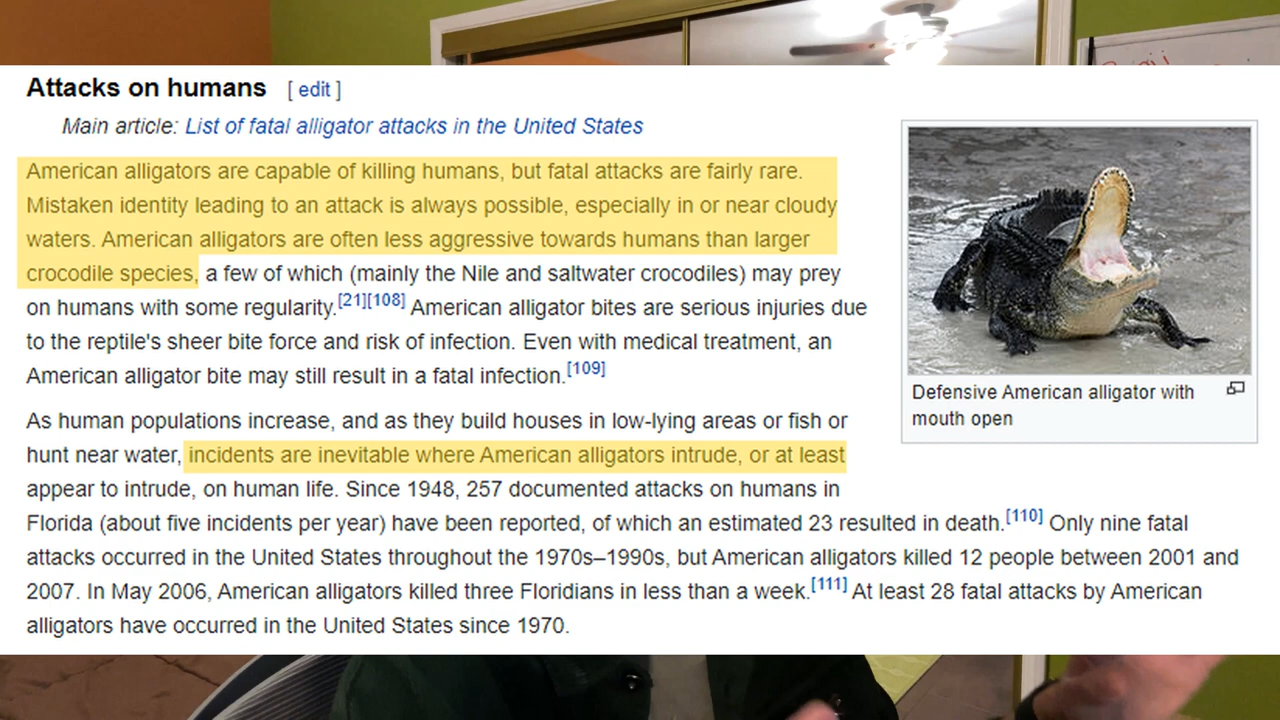 Attacks on humans [ edit ]
Main article: List of fatal alligator attacks in the United States
American alligators are capable of killing humans, but fatal attacks are fairly rare.
Mistaken identity leading to an attack is always possible, especially in or near cloudy
waters. American alligators are often less aggressive towards humans than larger
crocodile species, a few of which (mainly the Nile and saltwater crocodiles) may prey
on humans with some regularity.[21][108] American alligator bites are serious injuries due
to the reptile's sheer bite force and risk of infection. Even with medical treatment, an
American alligator bite may still result in a fatal infection.[109]
Defensive American alligator with
mouth open
As human populations increase, and as they build houses in low-lying areas or fish or
hunt near water, incidents are inevitable where American alligators intrude, or at least
appear to intrude, on human life. Since 1948, 257 documented attacks on humans in
Florida (about five incidents per year) have been reported, of which an estimated 23 resulted in death.[110] Only nine fatal
attacks occurred in the United States throughout the 1970s–1990s, but American alligators killed 12 people between 2001 and
2007. In May 2006, American alligators killed three Floridians in less than a week.[111] At least 28 fatal attacks by American
alligators have occurred in the United States since 1970.